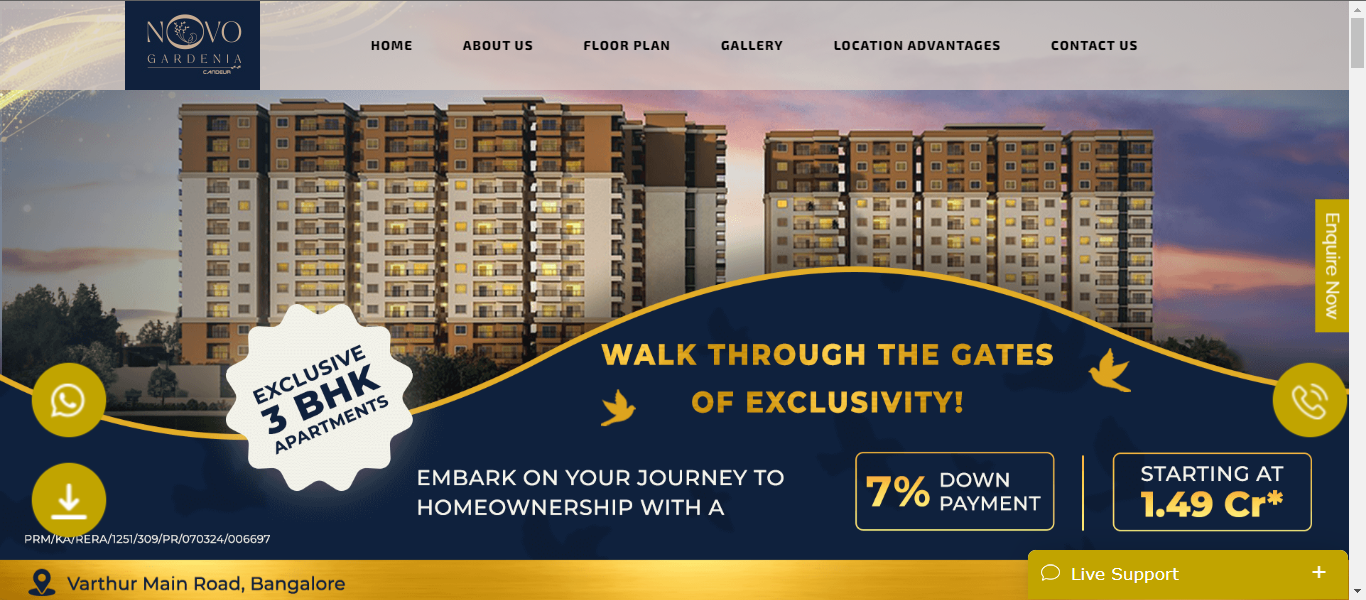 NOVO
GARDENIA
CANDEUR
HOME
ABOUT US
FLOOR PLAN
GALLERY
LOCATION ADVANTAGES
CONTACT US
Enquire Now
EXCLUSIVE
3 BHK
APARTMENTS
WALK THROUGH THE GATES
OF EXCLUSIVITY!
EMBARK ON YOUR JOURNEY TO
HOMEOWNERSHIP WITH A
7% DOWN
PAYMENT
STARTING AT
1.49 Cr*
PRM/KA/RERA/1251/309/PR/070324/006697
Varthur Main Road, Bangalore
Live Support +